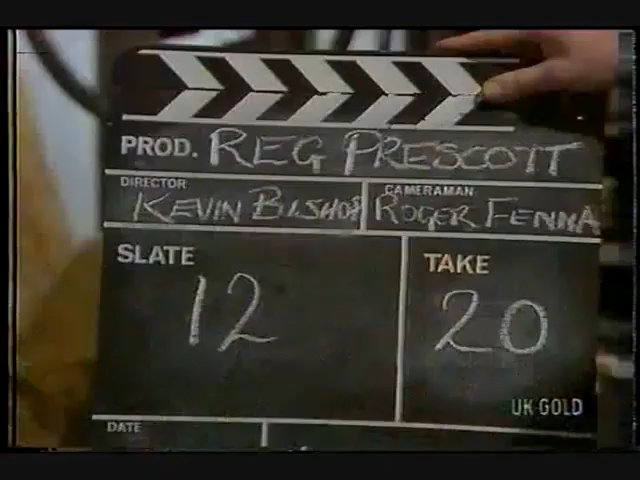 PROD. REG PRESCOTT
DIRECTOR
KEVIN BISHOP
CAMERAMAN
ROGER FENNA
SLATE
12
TAKE
20
UK GOLD
DATE